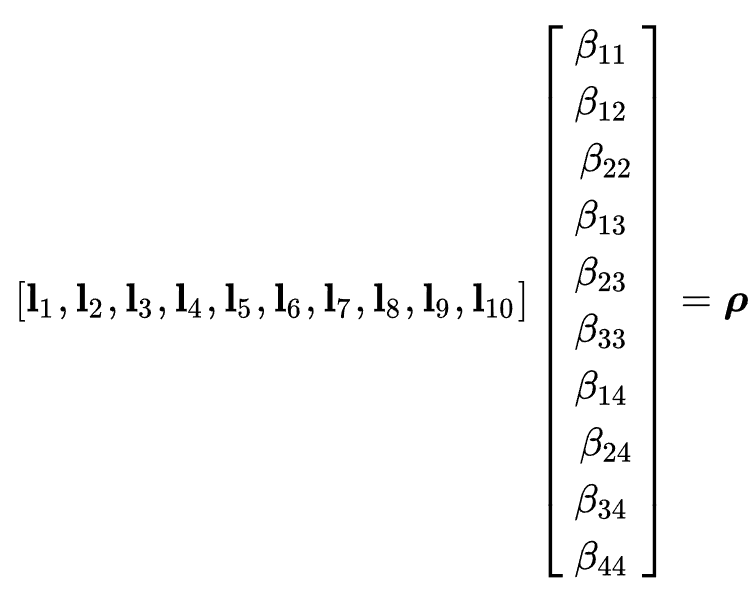 [𝐥₁, 𝐥₂, 𝐥₃, 𝐥₄, 𝐥₅, 𝐥₆, 𝐥₇, 𝐥₈, 𝐥₉, 𝐥₁₀] [
β₁₁
β₁₂
β₂₂
β₁₃
β₂₃
β₃₃
β₁₄
β₂₄
β₃₄
β₄₄
] = 𝝆